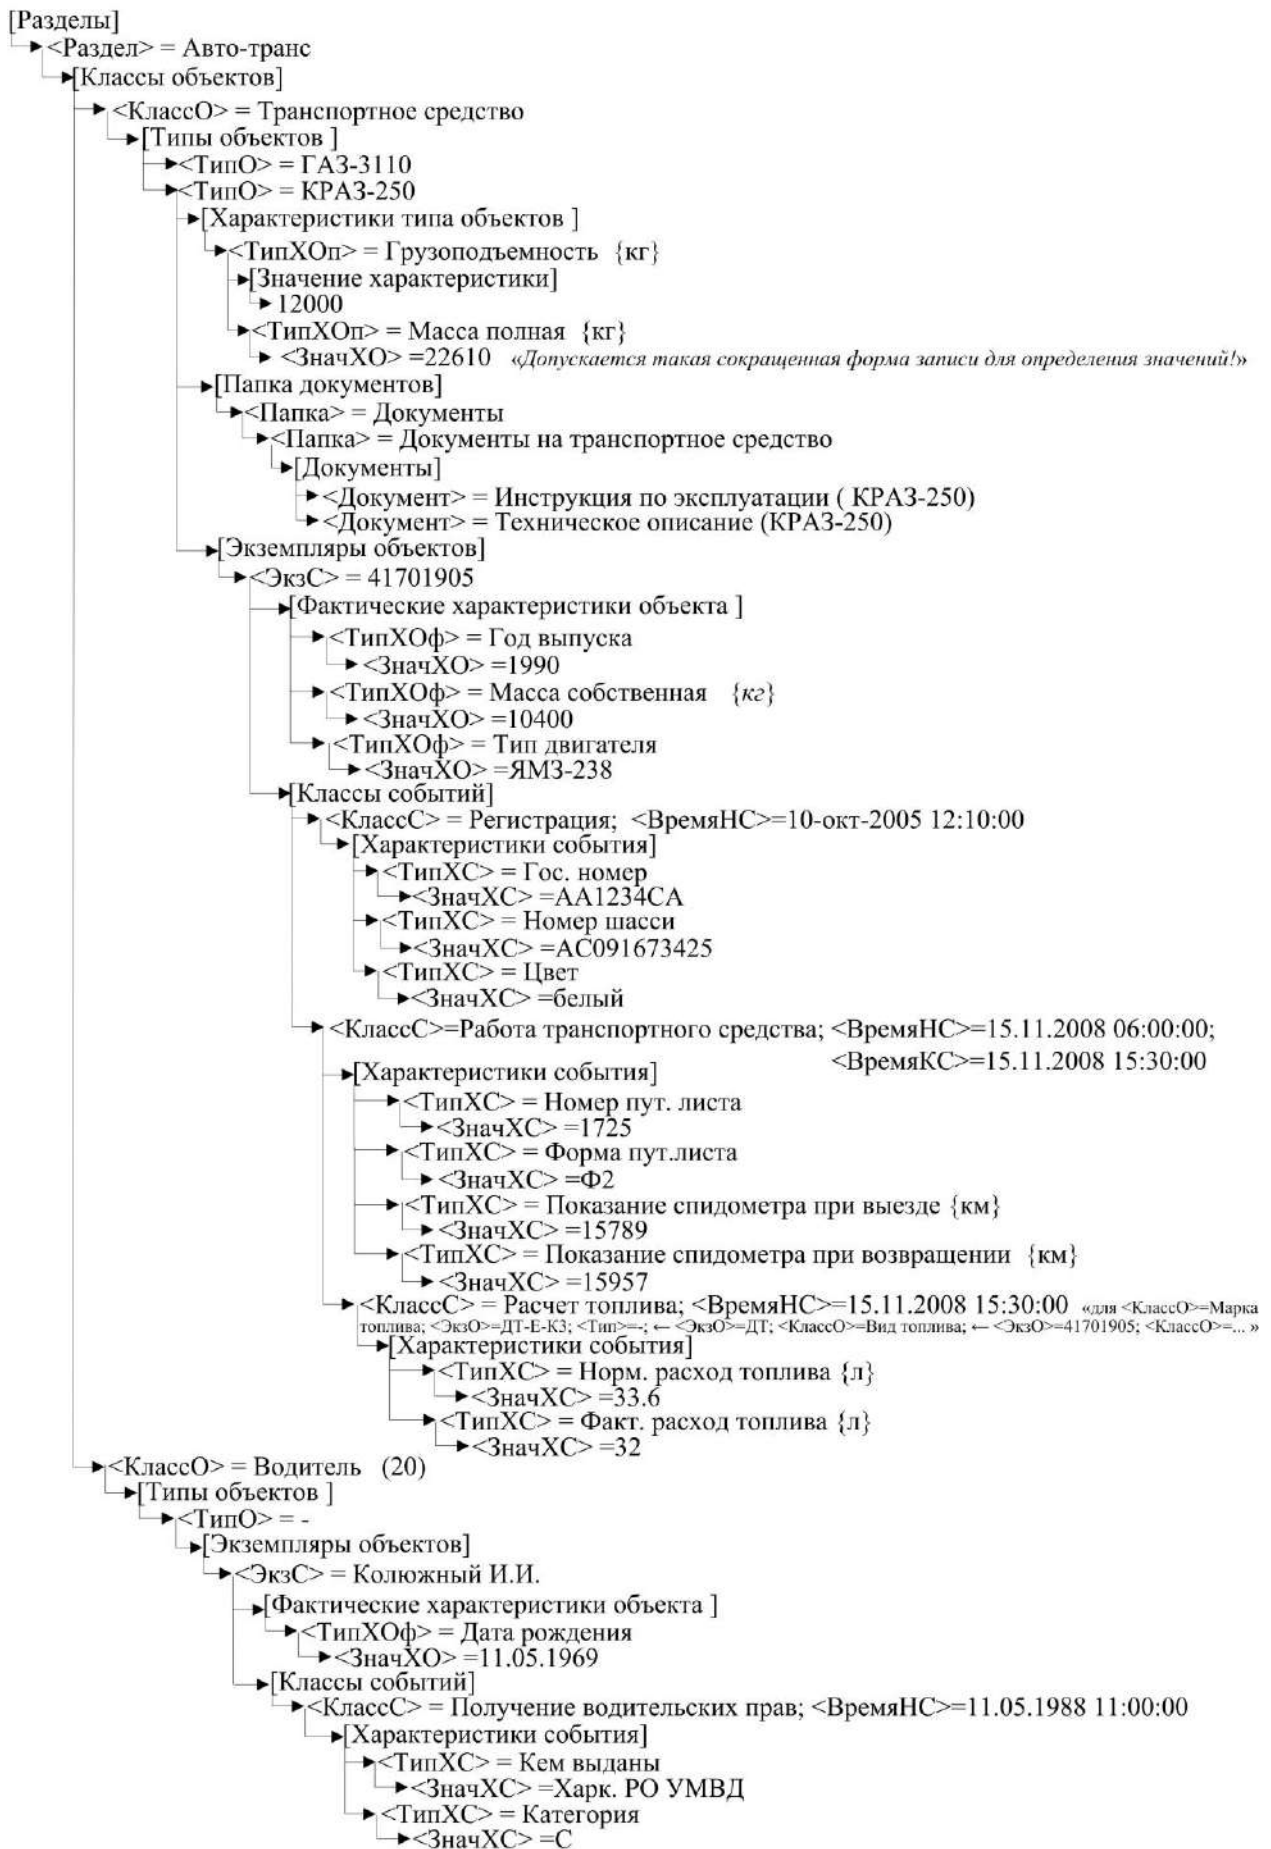 [Разделы]
<Раздел> = Авто-транс
[Классы объектов]
<КлассО> = Транспортное средство
[Типы объектов ]
<ТипО> = ГАЗ-3110
<ТипО> = КРАЗ-250
[Характеристики типа объектов ]
<ТипХОп> = Грузоподъемность {кг}
[Значение характеристики]
12000
<ТипХОп> = Масса полная {кг}
<ЗначХО> =22610 «Допускается такая сокращенная форма записи для определения значений!»
[Папка документов]
<Папка> = Документы
<Папка> = Документы на транспортное средство
[Документы]
<Документ> = Инструкция по эксплуатации ( КРАЗ-250)
<Документ> = Техническое описание (КРАЗ-250)
[Экземпляры объектов]
<ЭкзС> = 41701905
[Фактические характеристики объекта ]
<ТипХОф> = Год выпуска
<ЗначХО> =1990
<ТипХОф> = Масса собственная {кг}
<ЗначХО> =10400
<ТипХОф> = Тип двигателя
<ЗначХО> =ЯМЗ-238
[Классы событий]
<КлассС> = Регистрация; <ВремяНС>=10-окт-2005 12:10:00
[Характеристики события]
<ТипХС> = Гос. номер
<ЗначХС> =АА1234СА
<ТипХС> = Номер шасси
<ЗначХС> =АС091673425
<ТипХС> = Цвет
<ЗначХС> =белый
<КлассС>=Работа транспортного средства; <ВремяНС>=15.11.2008 06:00:00;
<ВремяКС>=15.11.2008 15:30:00
[Характеристики события]
<ТипХС> = Номер пут. листа
<ЗначХС> =1725
<ТипХС> = Форма пут.листа
<ЗначХС> =Ф2
<ТипХС> = Показание спидометра при выезде {км}
<ЗначХС> =15789
<ТипХС> = Показание спидометра при возвращении {км}
<ЗначХС> =15957
<КлассС> = Расчет топлива; <ВремяНС>=15.11.2008 15:30:00 «для <КлассО>=Марка
топлива; <ЭкзО>=ДТ-Е-К3; <Тип>=-; ← <ЭкзО>=ДТ; <КлассО>=Вид топлива; ← <ЭкзО>=41701905; <КлассО>=... »
[Характеристики события]
<ТипХС> = Норм. расход топлива {л}
<ЗначХС> =33.6
<ТипХС> = Факт. расход топлива {л}
<ЗначХС> =32
<КлассО> = Водитель (20)
[Типы объектов ]
<ТипО> = -
[Экземпляры объектов]
<ЭкзС> = Колюжный И.И.
[Фактические характеристики объекта ]
<ТипХОф> = Дата рождения
<ЗначХО> =11.05.1969
[Классы событий]
<КлассС> = Получение водительских прав; <ВремяНС>=11.05.1988 11:00:00
[Характеристики события]
<ТипХС> = Кем выданы
<ЗначХС> =Харк. РО УМВД
<ТипХС> = Категория
<ЗначХС> =С